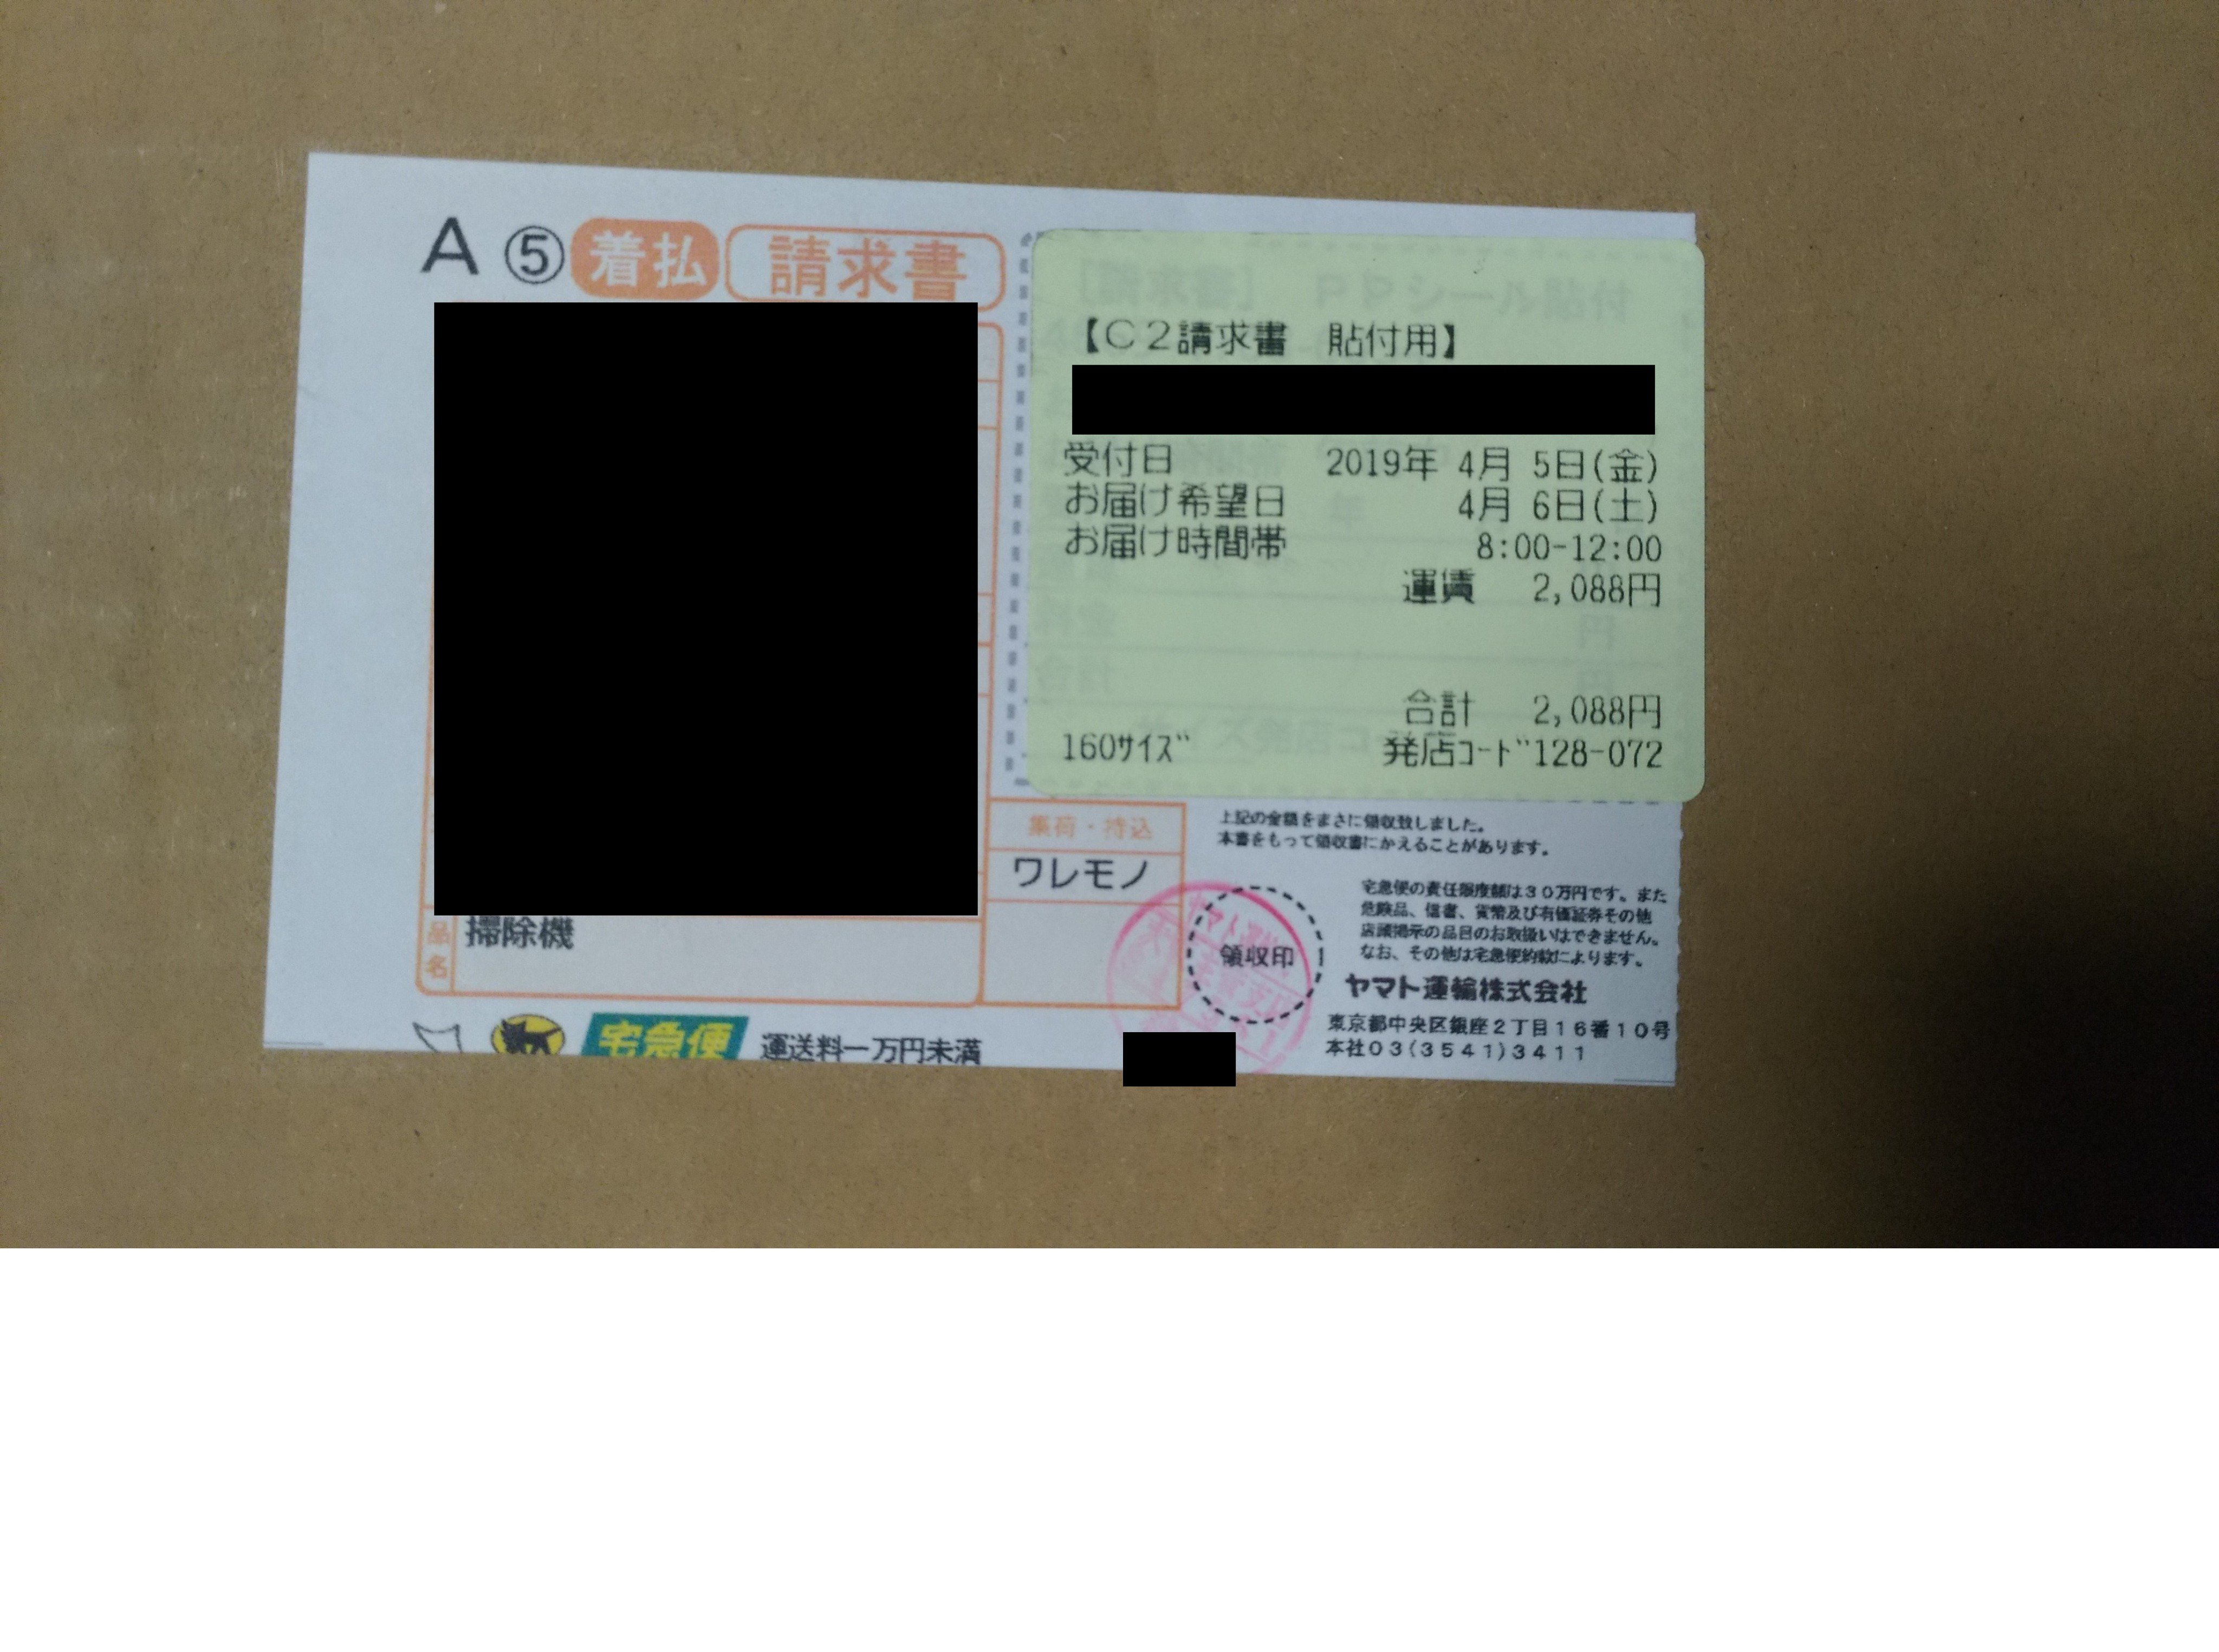 A ⑤ 着払 請求書
【C2請求書 貼付用】
受付日 2019年 4月 5日(金)
お届け希望日 4月 6日(土)
お届け時間帯 8:00-12:00
運賃 2,088円
合計 2,088円
160ｻｲｽﾞ 発店ｺｰﾄﾞ128-072
集荷・持込
ワレモノ
品名 掃除機
上記の金額をまさに領収致しました。
本書をもって領収書にかえることがあります。
領収印
宅急便の責任限度額は30万円です。また
危険品、信書、貨幣及び有価証券その他
店頭掲示の品目のお取扱いはできません。
なお、その他は宅急便約款によります。
ヤマト運輸株式会社
東京都中央区銀座2丁目16番10号
本社03(3541)3411
宅急便 運送料一万円未満